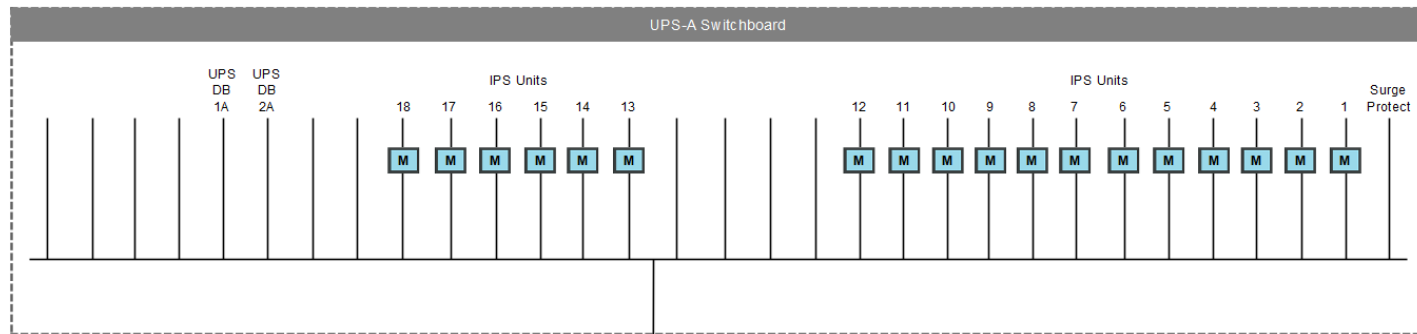 UPS-A Switchboard
UPS DB 1A
UPS DB 2A
IPS Units
18 17 16 15 14 13
IPS Units
12 11 10 9 8 7 6 5 4 3 2 1
Surge Protect
M M M M M M M M M M M M M M M M M M